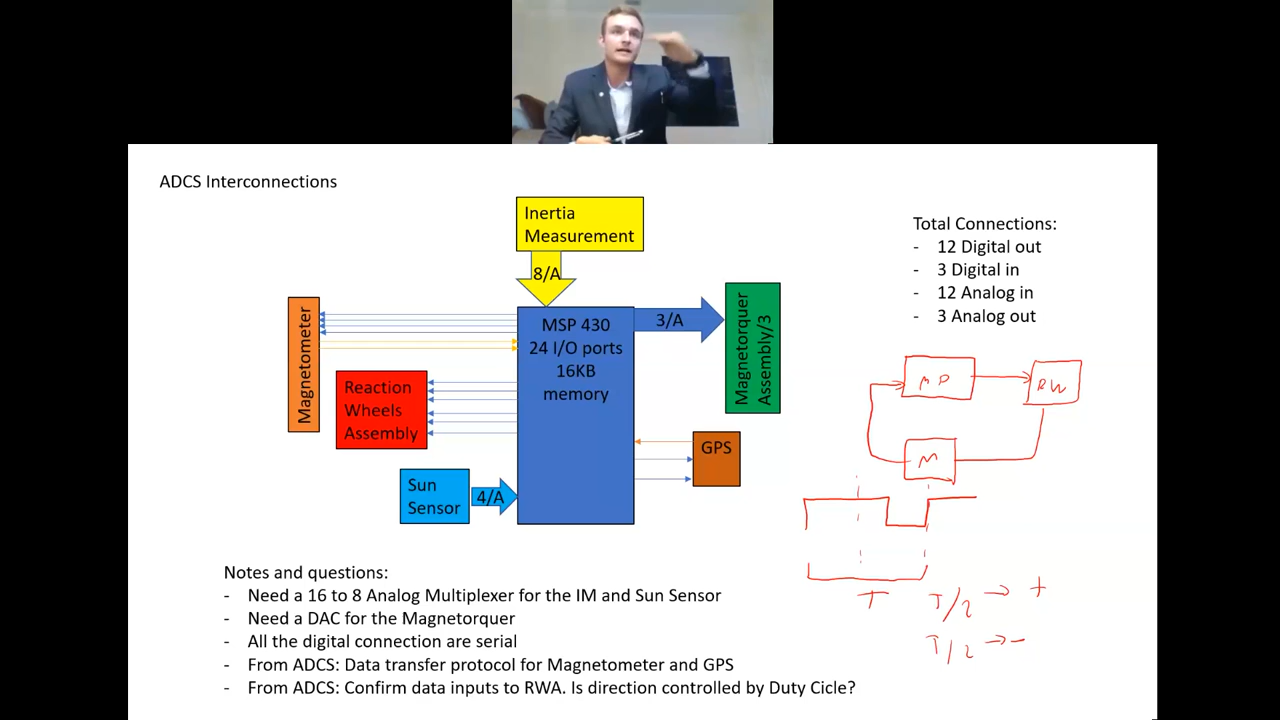 ADCS Interconnections
Inertia
Measurement
8/A
Total Connections:
- 12 Digital out
- 3 Digital in
- 12 Analog in
- 3 Analog out
Magnetometer
MSP 430
24 I/O ports
16KB
memory
3/A
Magnetorquer
Assembly/3
Reaction
Wheels
Assembly
GPS
Sun
Sensor
4/A
MP
RW
M
T
T/2 → +
T/2 → -
Notes and questions:
- Need a 16 to 8 Analog Multiplexer for the IM and Sun Sensor
- Need a DAC for the Magnetorquer
- All the digital connection are serial
- From ADCS: Data transfer protocol for Magnetometer and GPS
- From ADCS: Confirm data inputs to RWA. Is direction controlled by Duty Cicle?